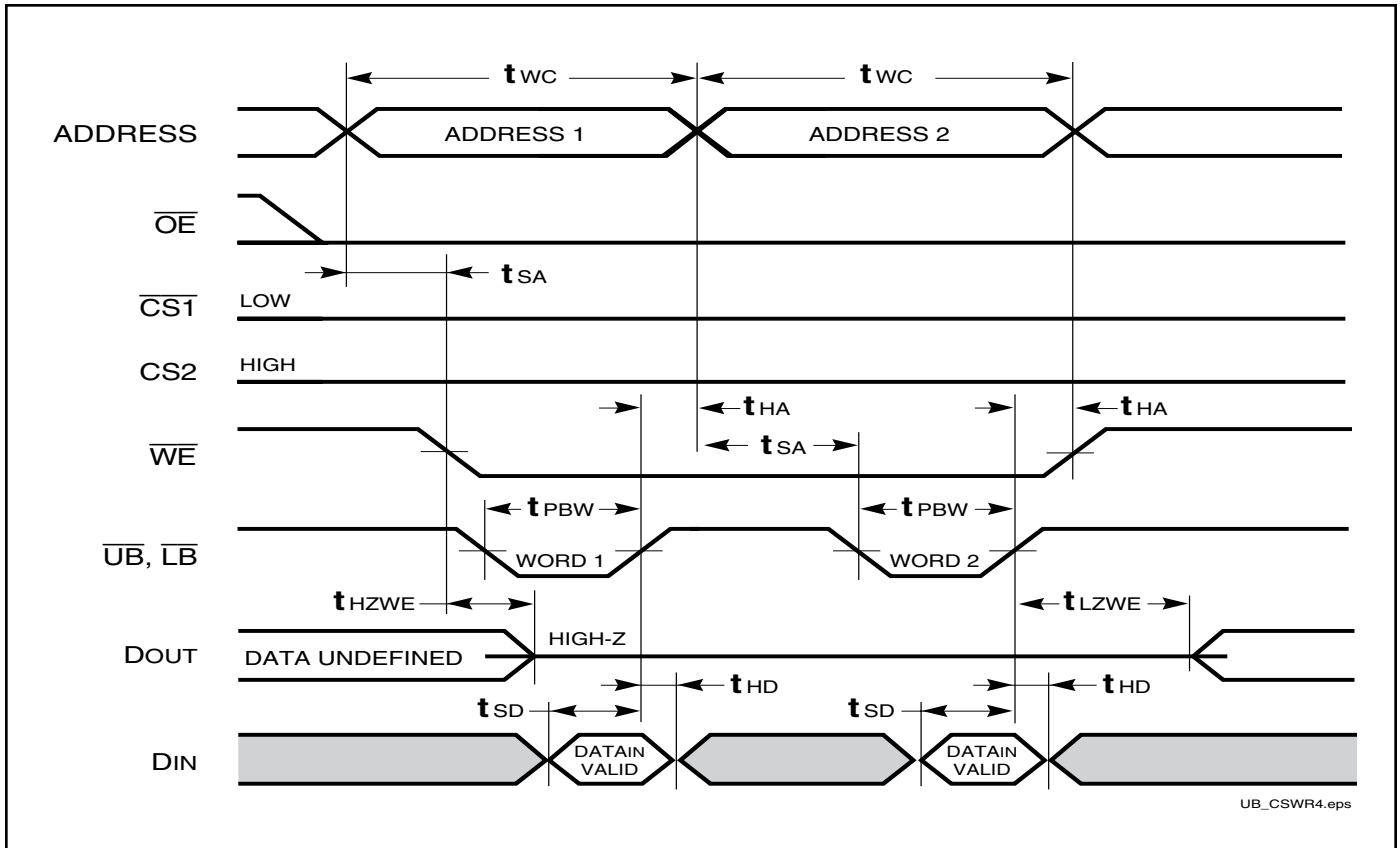 tWC tWC
ADDRESS ADDRESS 1 ADDRESS 2
OE
tSA
CS1 LOW
CS2 HIGH
tHA tHA
WE tSA
tPBW tPBW
UB, LB WORD 1 WORD 2
tHZWE tLZWE
HIGH-Z
DOUT DATA UNDEFINED
tHD tHD
tSD tSD
DIN DATAIN VALID DATAIN VALID
UB_CSWR4.eps